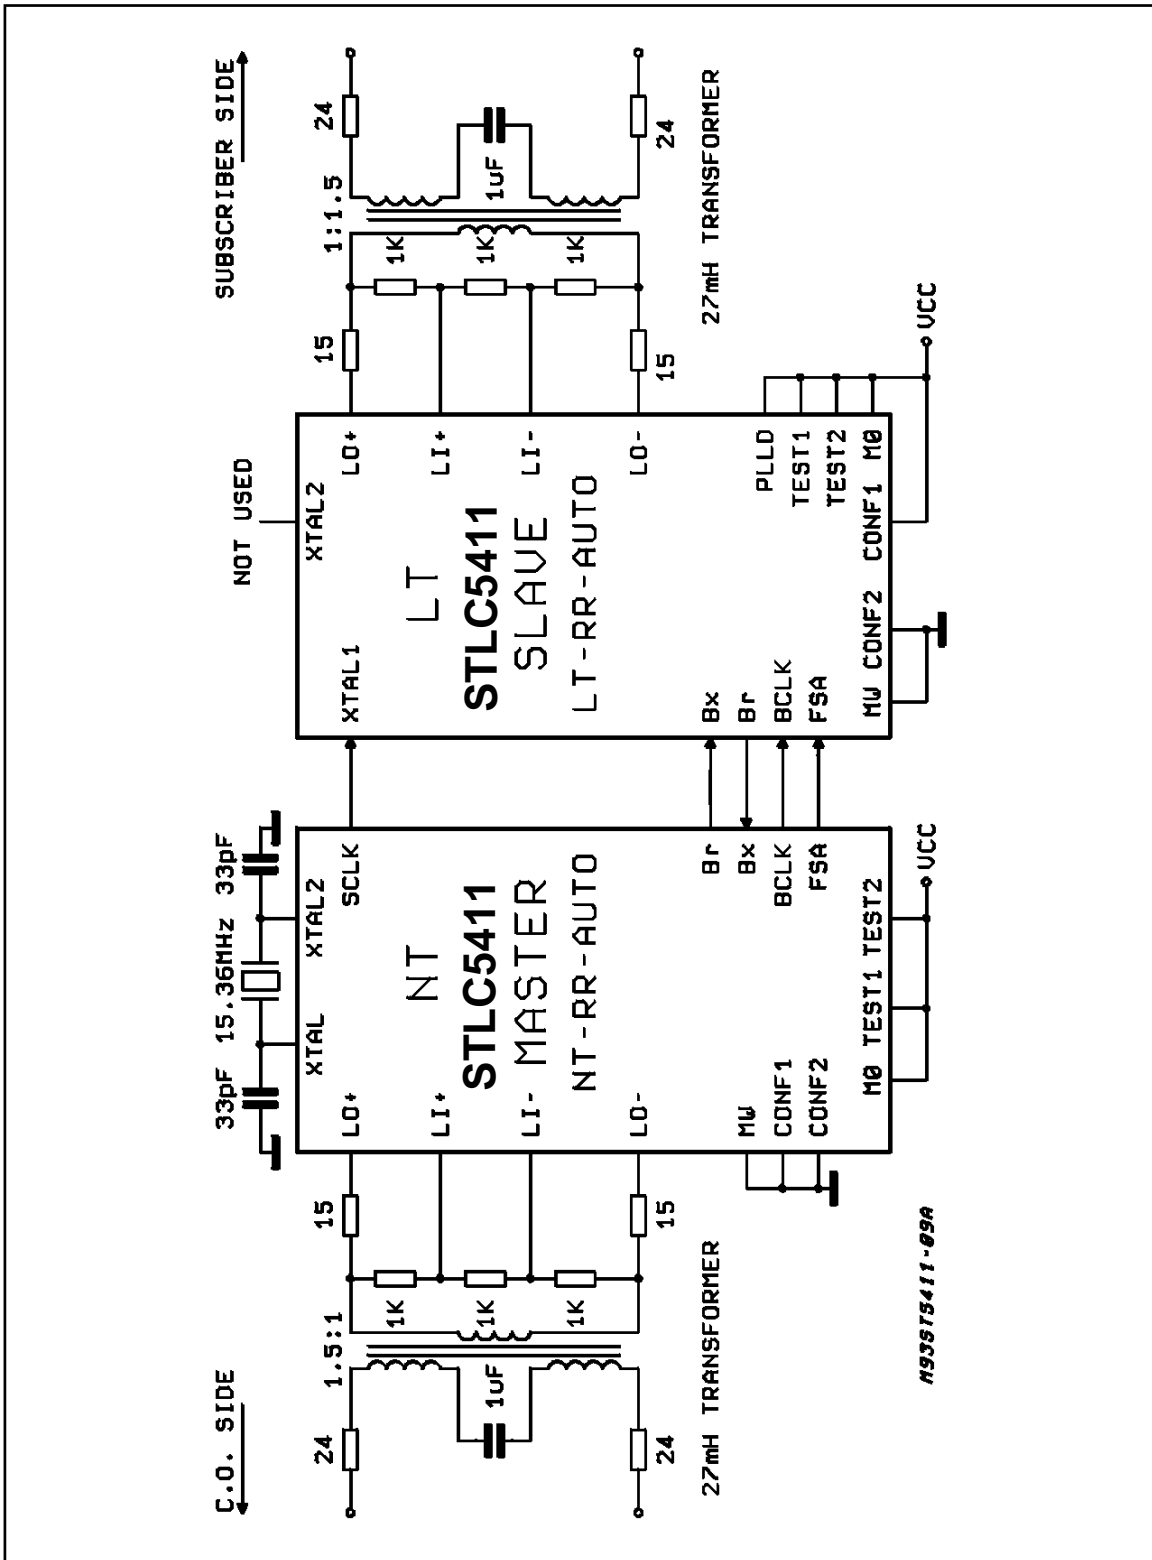 C.O. SIDE
SUBSCRIBER SIDE
33pF 15.36MHz 33pF
NOT USED
XTAL
XTAL2
XTAL1
XTAL2
24
1.5:1
15
LO+
SCLK
LO+
15
1:1.5
24
1K
LI+
NT
LT
LI+
1K
1uF
1K
LI-
STLC5411
MASTER
STLC5411
SLAVE
LI-
1K
1uF
1K
NT-RR-AUTO
LT-RR-AUTO
1K
24
15
LO-
LO-
15
24
27mH TRANSFORMER
27mH TRANSFORMER
Br
Bx
Bx
Br
BCLK
BCLK
FSA
FSA
MW
CONF1
CONF2
PLLD
TEST1
TEST2
M0
M0 TEST1 TEST2
MW CONF2 CONF1
VCC
VCC
M93ST5411-09A